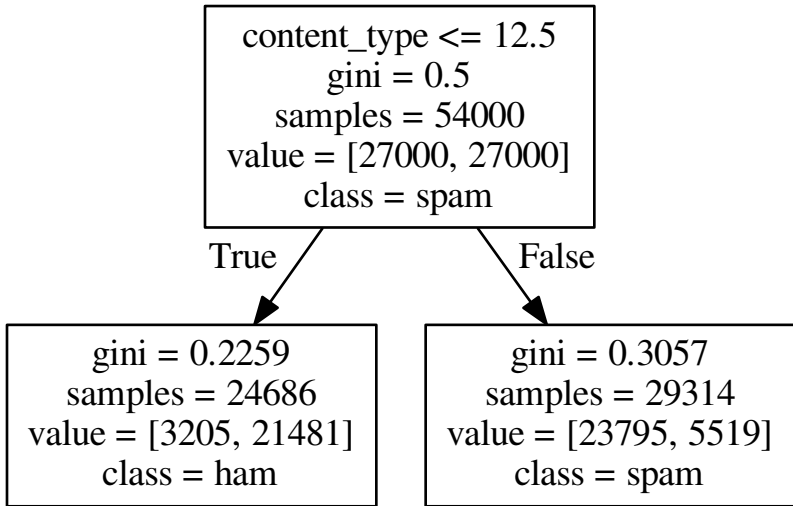 content_type <= 12.5
gini = 0.5
samples = 54000
value = [27000, 27000]
class = spam
True
False
gini = 0.2259
samples = 24686
value = [3205, 21481]
class = ham
gini = 0.3057
samples = 29314
value = [23795, 5519]
class = spam